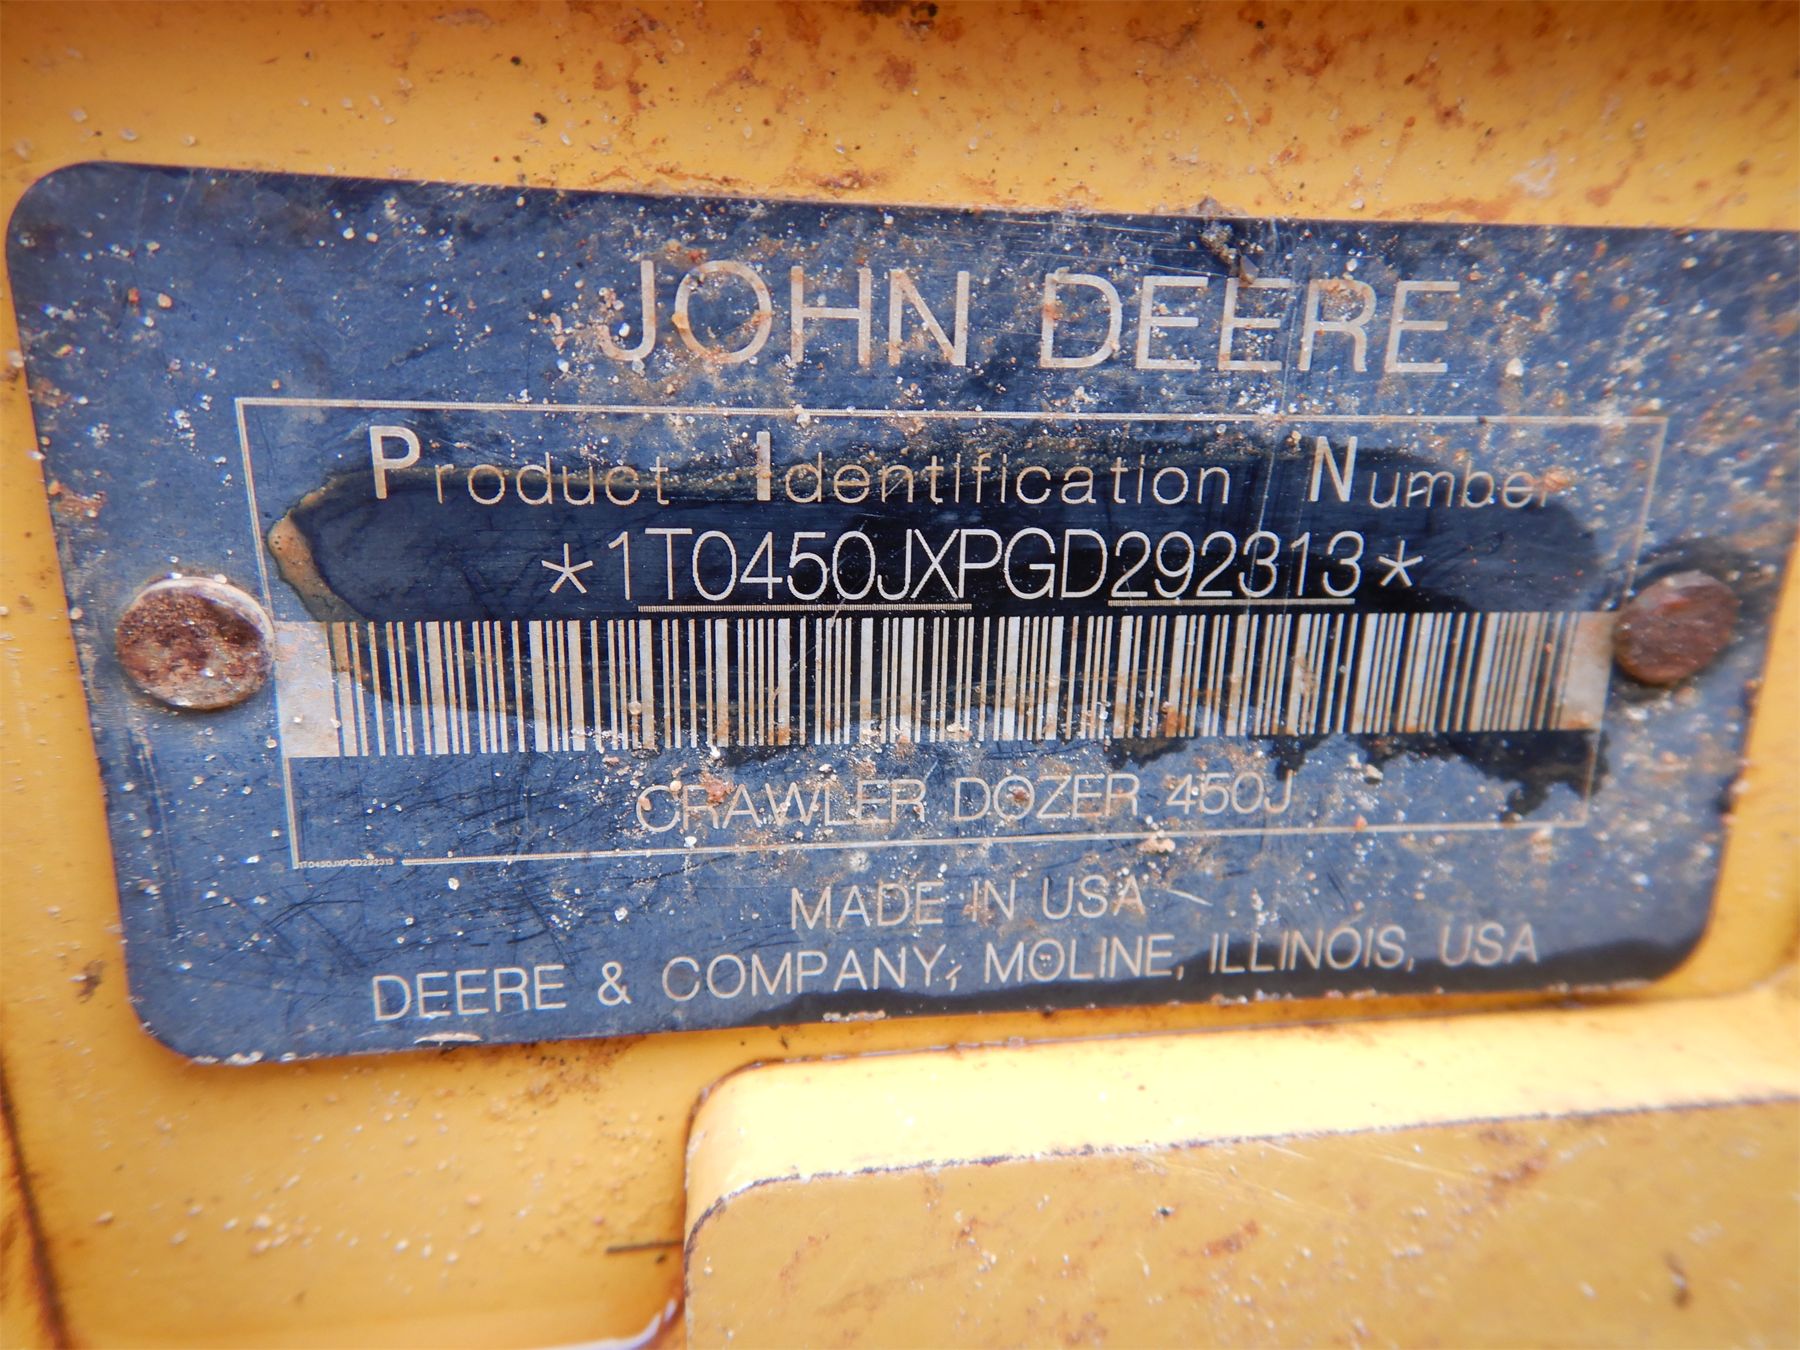 JOHN DEERE
Product Identification Number
*1T0450JXPGD292313*
CRAWLER DOZER 450J
1T0450JXPGD292313
MADE IN USA
DEERE & COMPANY, MOLINE, ILLINOIS, USA